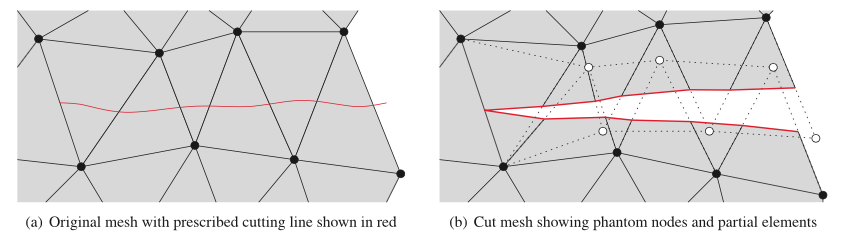 (a) Original mesh with prescribed cutting line shown in red
(b) Cut mesh showing phantom nodes and partial elements